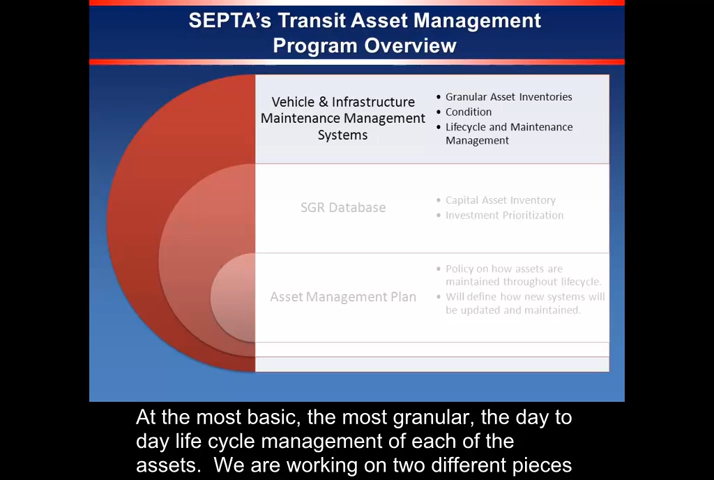 SEPTA's Transit Asset Management
Program Overview
Vehicle & Infrastructure
Maintenance Management
Systems
• Granular Asset Inventories
• Condition
• Lifecycle and Maintenance
Management
SGR Database
• Capital Asset Inventory
• Investment Prioritization
Asset Management Plan
• Policy on how assets are
maintained throughout lifecycle.
• Will define how new systems will
be updated and maintained.
At the most basic, the most granular, the day to
day life cycle management of each of the
assets.  We are working on two different pieces